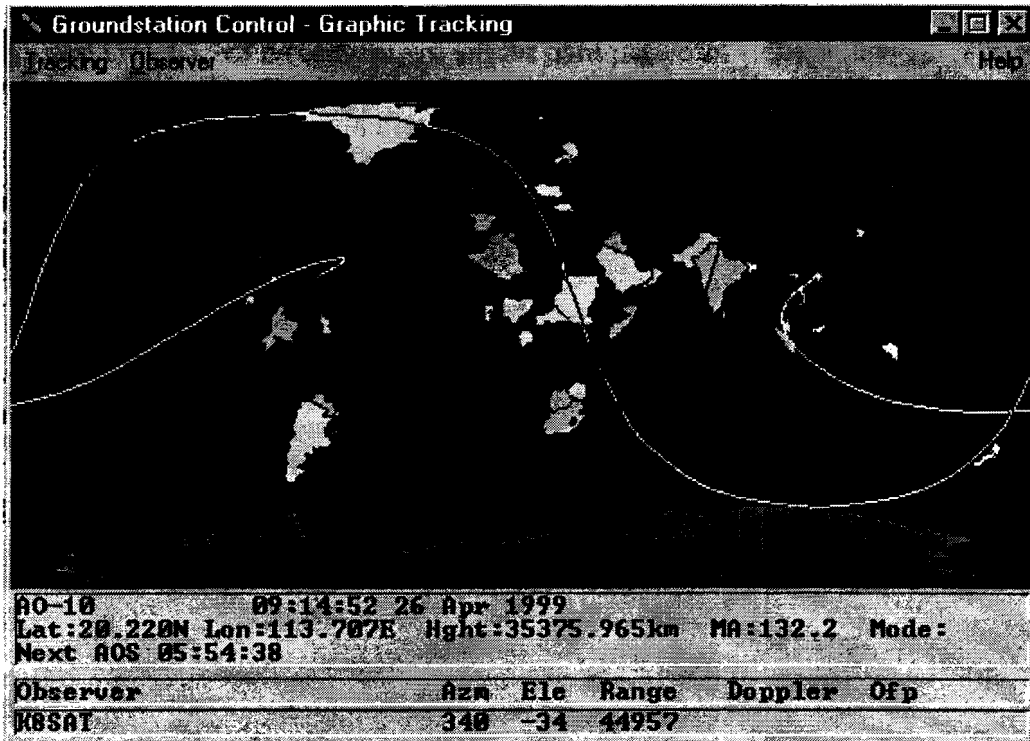 Groundstation Control - Graphic Tracking
Tracking Observer Help
AO-10 09:14:52 26 Apr 1999
Lat:20.220N Lon:113.707E Hght:35375.965km MA:132.2 Mode:
Next AOS 05:54:38
Observer Azm Ele Range Doppler Ofp
K8SAT 340 -34 44957